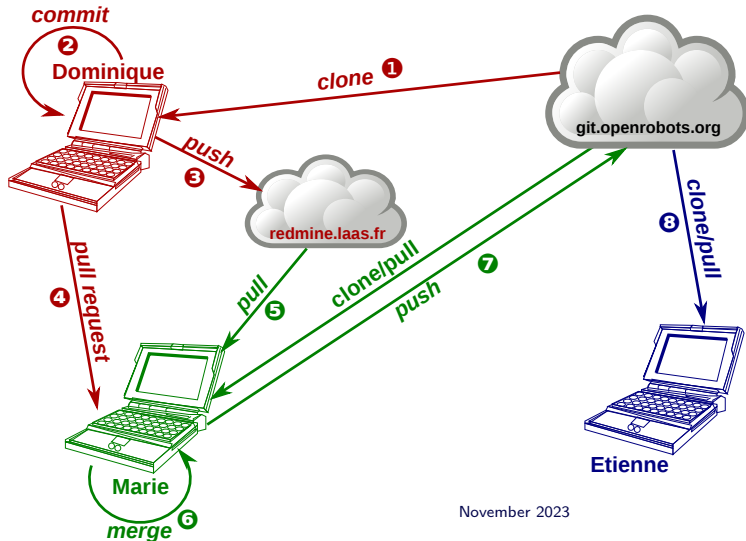 commit
❷
Dominique
clone ❶
git.openrobots.org
push
❸
redmine.laas.fr
clone/pull
❽
pull request
❹
pull
❺
clone/pull
push
❼
Marie
merge ❻
Etienne
November 2023